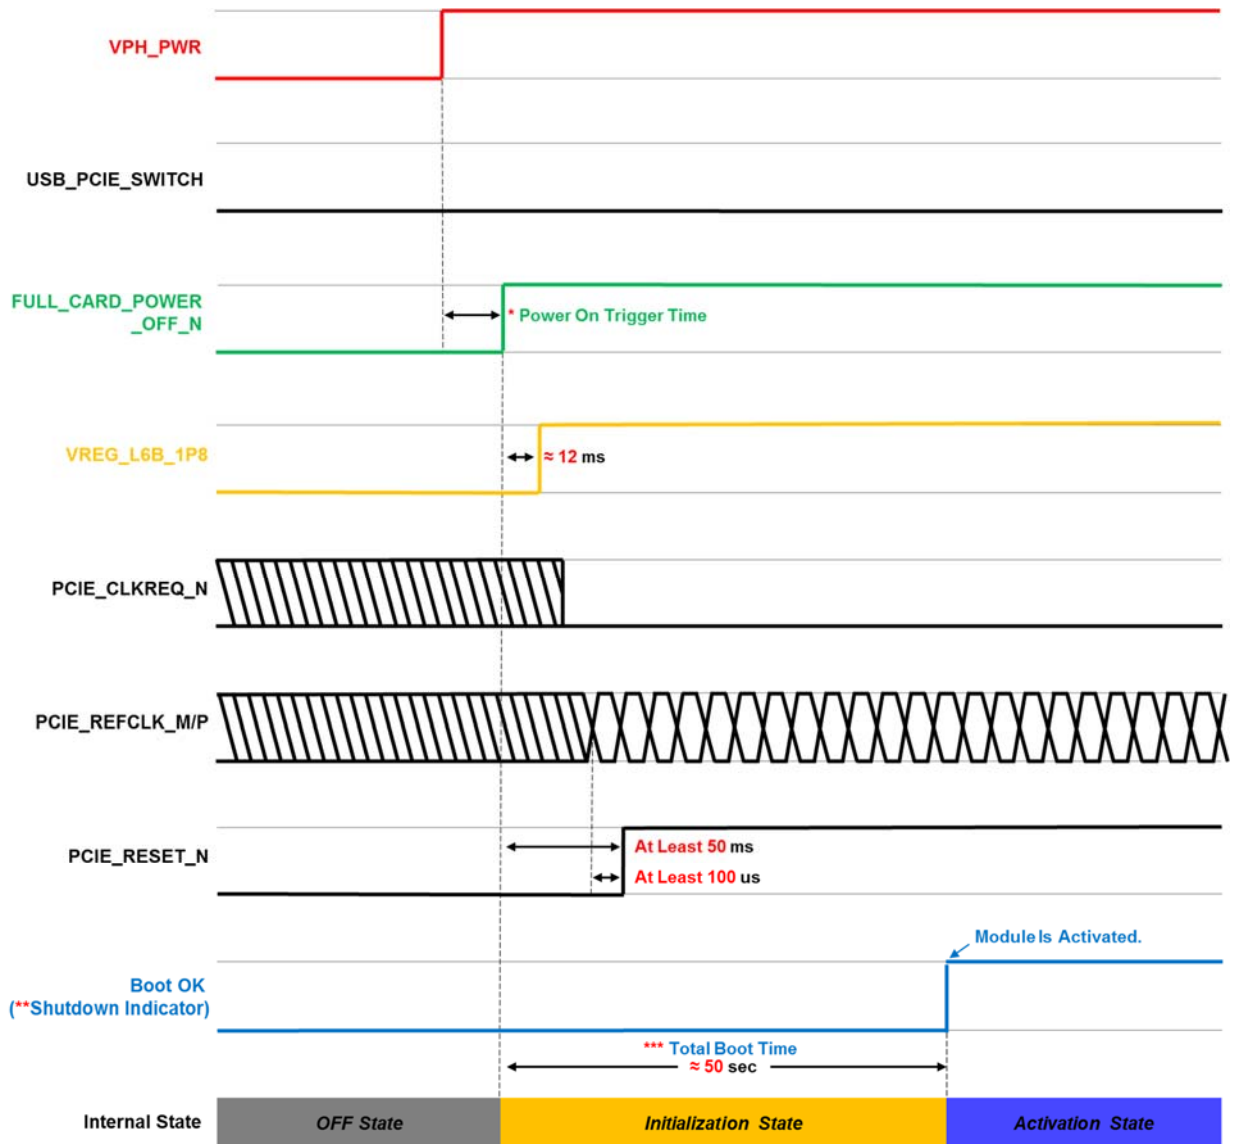 VPH_PWR
USB_PCIE_SWITCH
FULL_CARD_POWER
_OFF_N
* Power On Trigger Time
VREG_L6B_1P8
≈ 12 ms
PCIE_CLKREQ_N
PCIE_REFCLK_M/P
PCIE_RESET_N
At Least 50 ms
At Least 100 us
Module Is Activated.
Boot OK
(**Shutdown Indicator)
*** Total Boot Time
≈ 50 sec
Internal State
OFF State
Initialization State
Activation State